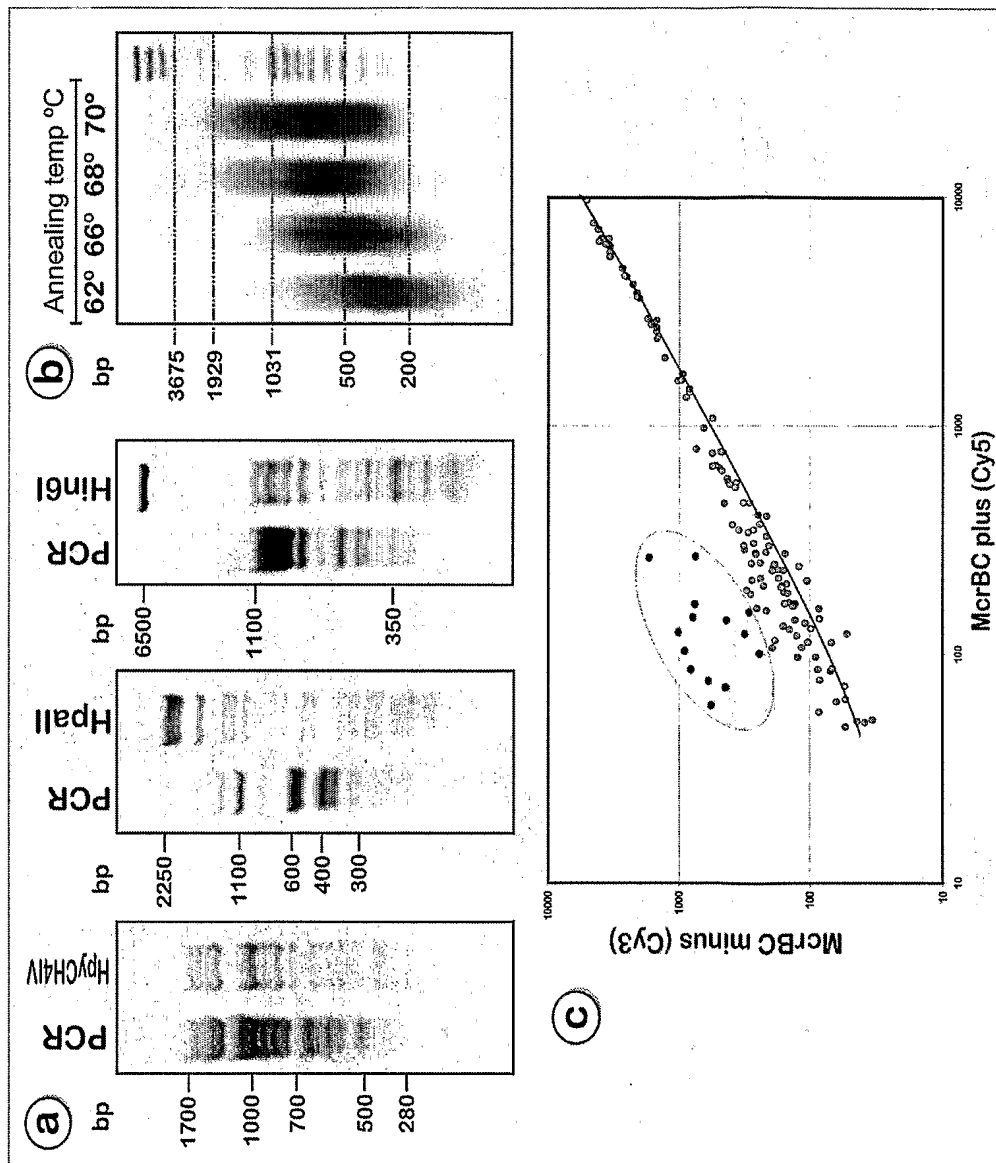 a
bp
PCR HpyCH4IV
1700
1000
700
500
280
bp
PCR HpaII
2250
1100
600
400
300
bp
PCR Hin6I
6500
1100
350
b
Annealing temp ºC
bp
62° 66° 68° 70°
3675
1929
1031
500
200
c
McrBC minus (Cy3)
10000
1000
100
10
10 100 1000 10000
McrBC plus (Cy5)